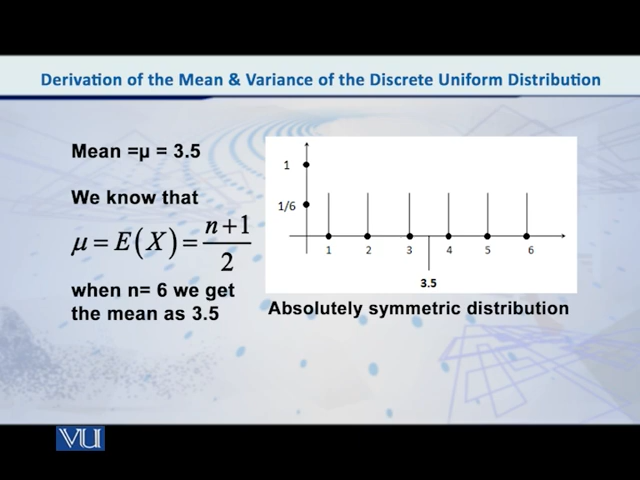 Derivation of the Mean & Variance of the Discrete Uniform Distribution
Mean =μ = 3.5
We know that
μ = E(X) = n+1/2
when n= 6 we get
the mean as 3.5
1
1/6
1 2 3 4 5 6
3.5
Absolutely symmetric distribution
VU